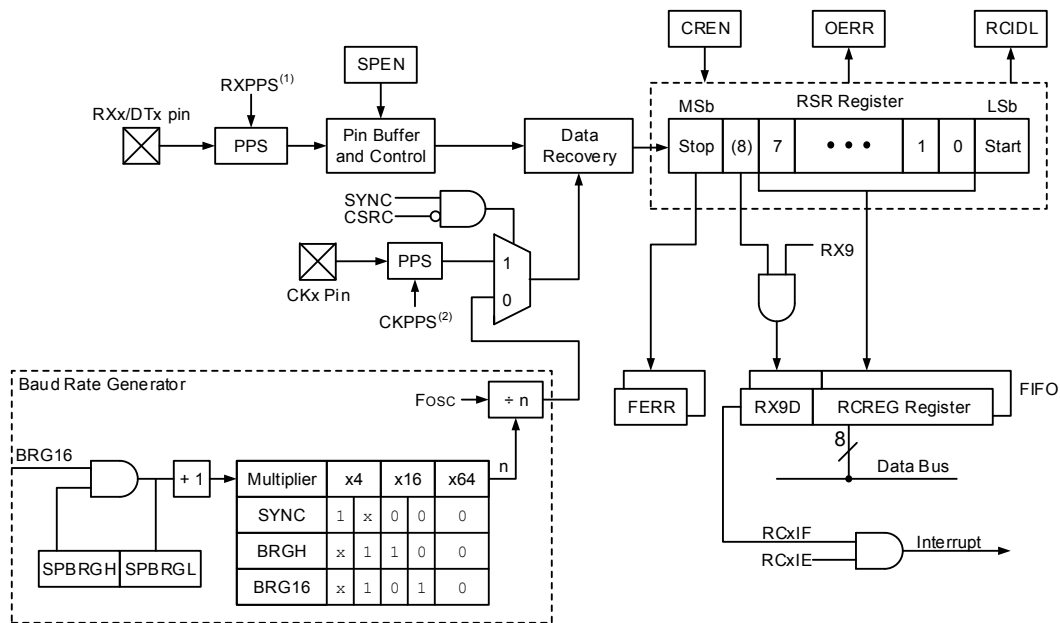 CREN OERR RCIDL
SPEN
RXPPS(1)
MSb RSR Register LSb
RXx/DTx pin
PPS
Pin Buffer and Control
Data Recovery
Stop (8) 7 • • • 1 0 Start
SYNC
CSRC
RX9
PPS
1
0
CKx Pin
CKPPS(2)
Baud Rate Generator
FOSC
÷ n
FERR RX9D RCREG Register FIFO
8
Data Bus
BRG16
n
+ 1
Multiplier x4 x16 x64
SYNC 1 x 0 0 0
BRGH x 1 1 0 0
BRG16 x 1 0 1 0
SPBRGH SPBRGL
RCxIF
RCxIE
Interrupt